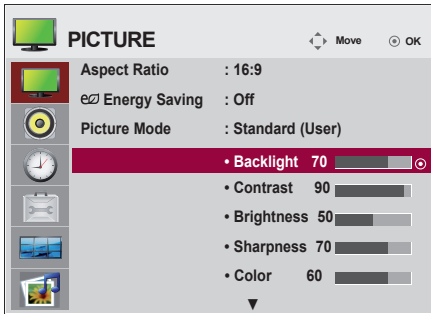 PICTURE
Move
OK
Aspect Ratio : 16:9
Energy Saving : Off
Picture Mode : Standard (User)
• Backlight 70
• Contrast 90
• Brightness 50
• Sharpness 70
• Color 60